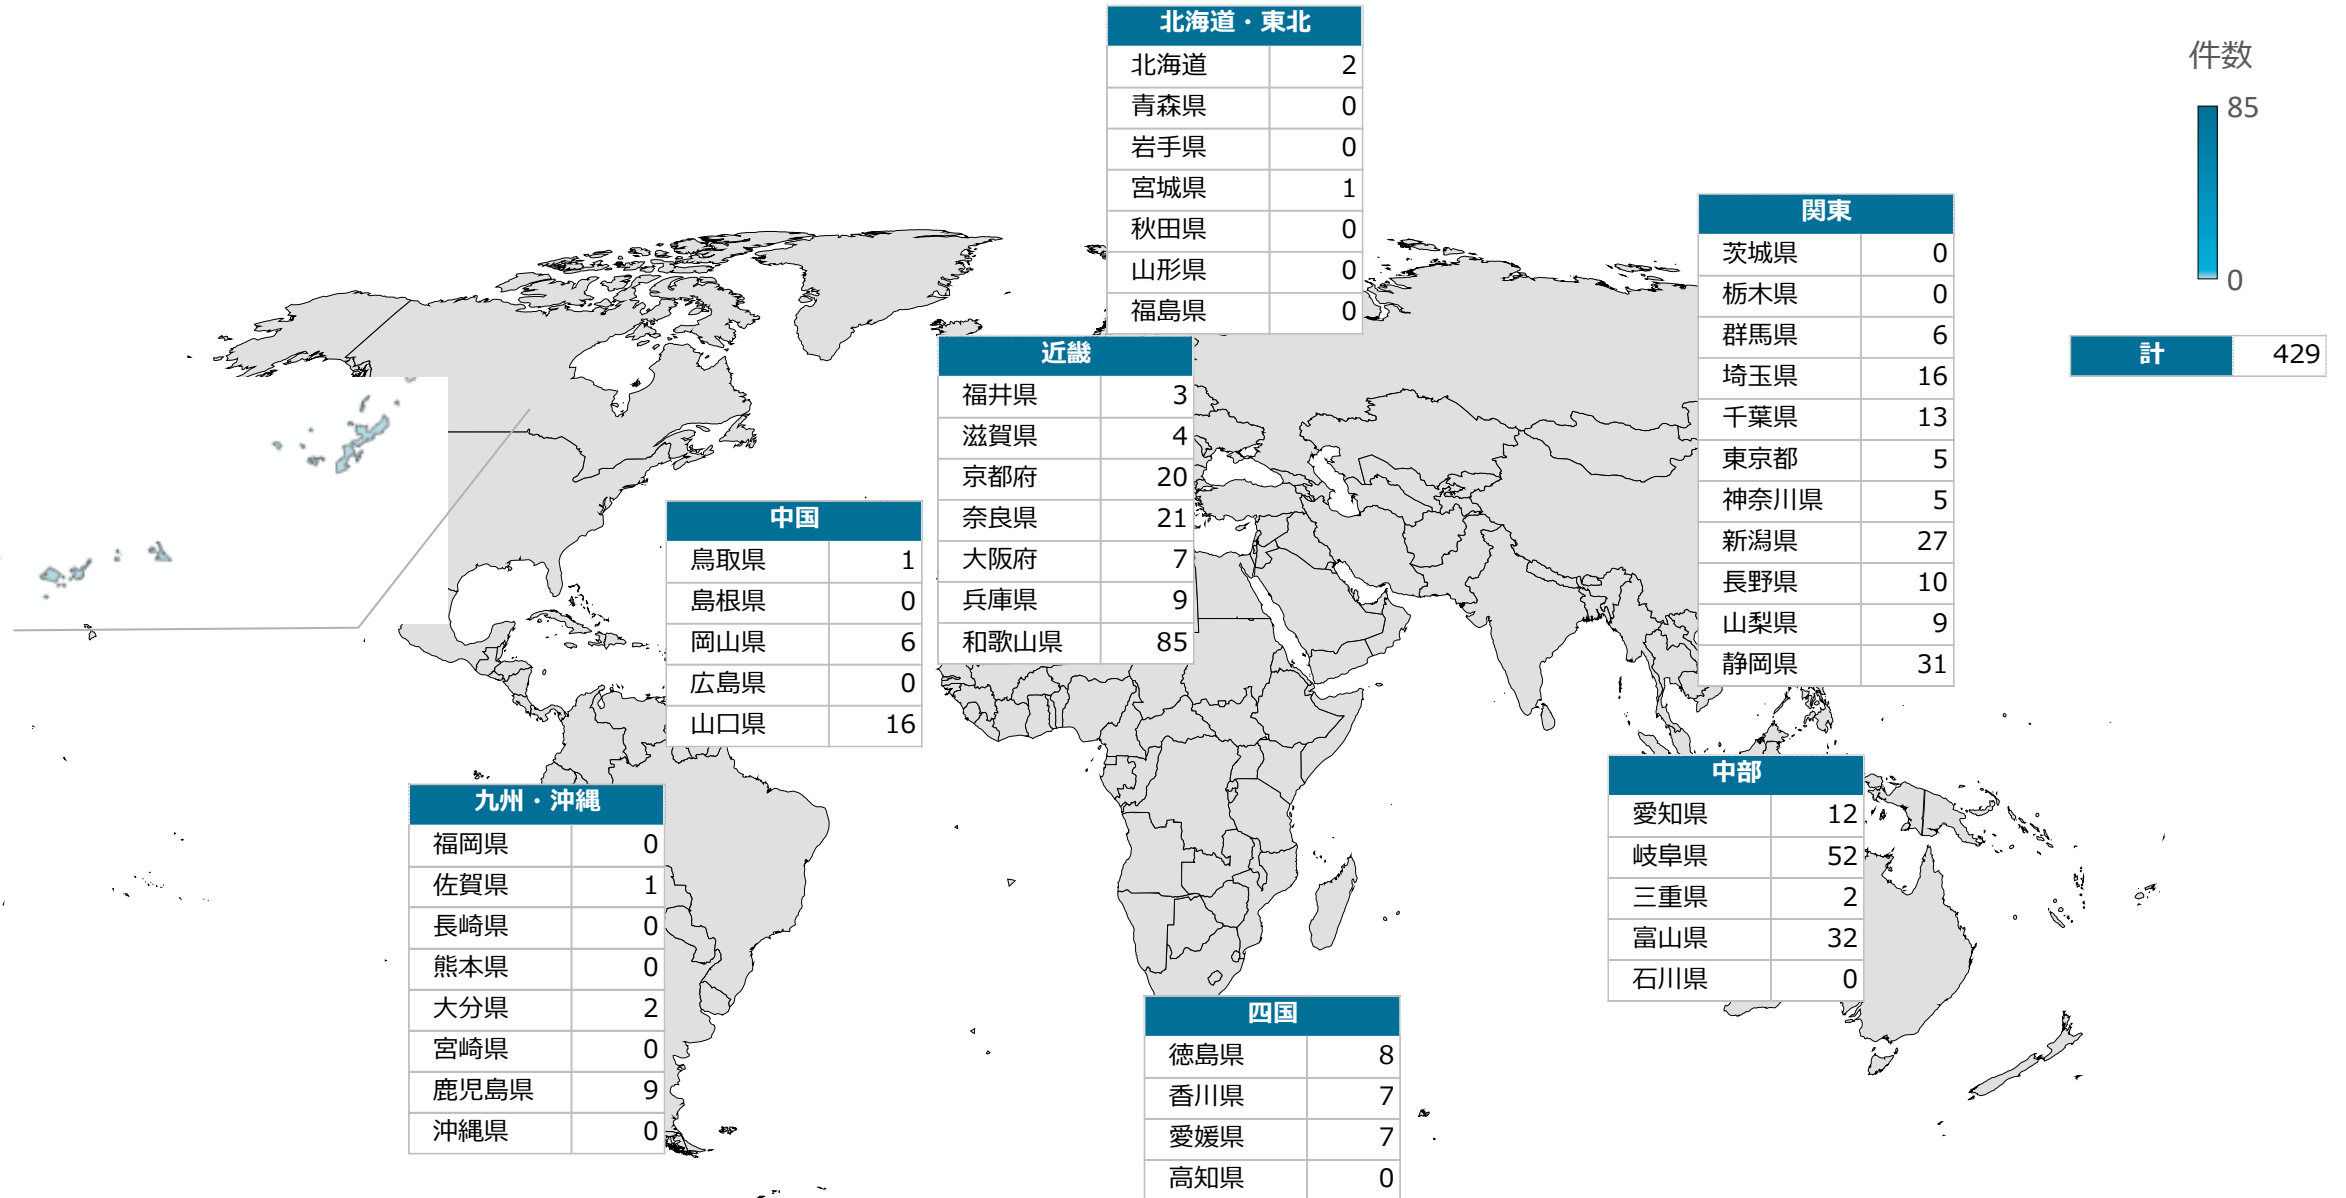 北海道・東北
北海道 2
青森県 0
岩手県 0
宮城県 1
秋田県 0
山形県 0
福島県 0
件数
85
0
計 429
関東
茨城県 0
栃木県 0
群馬県 6
埼玉県 16
千葉県 13
東京都 5
神奈川県 5
新潟県 27
長野県 10
山梨県 9
静岡県 31
近畿
福井県 3
滋賀県 4
京都府 20
奈良県 21
大阪府 7
兵庫県 9
和歌山県 85
中国
鳥取県 1
島根県 0
岡山県 6
広島県 0
山口県 16
中部
愛知県 12
岐阜県 52
三重県 2
富山県 32
石川県 0
九州・沖縄
福岡県 0
佐賀県 1
長崎県 0
熊本県 0
大分県 2
宮崎県 0
鹿児島県 9
沖縄県 0
四国
徳島県 8
香川県 7
愛媛県 7
高知県 0